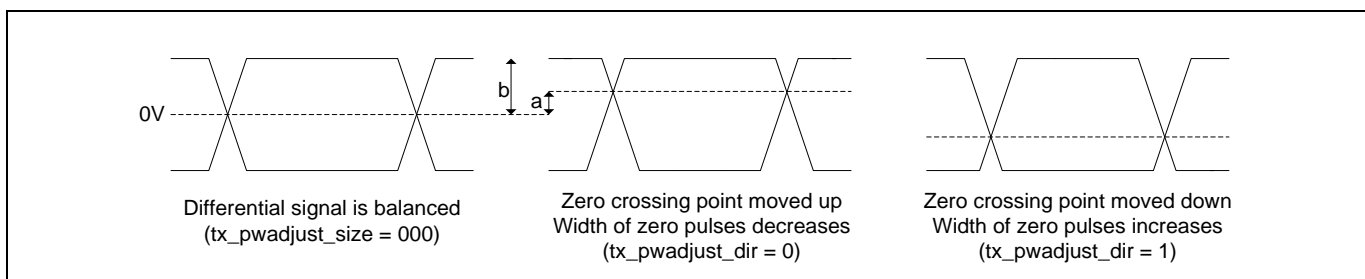 0V
b
a
Differential signal is balanced
(tx_pwadjust_size = 000)
Zero crossing point moved up
Width of zero pulses decreases
(tx_pwadjust_dir = 0)
Zero crossing point moved down
Width of zero pulses increases
(tx_pwadjust_dir = 1)